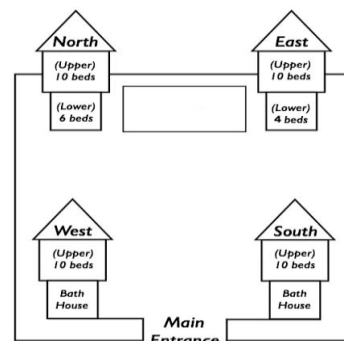 North
(Upper)
10 beds
(Lower)
6 beds
East
(Upper)
10 beds
(Lower)
4 beds
West
(Upper)
10 beds
Bath
House
South
(Upper)
10 beds
Bath
House
Main
Entrance